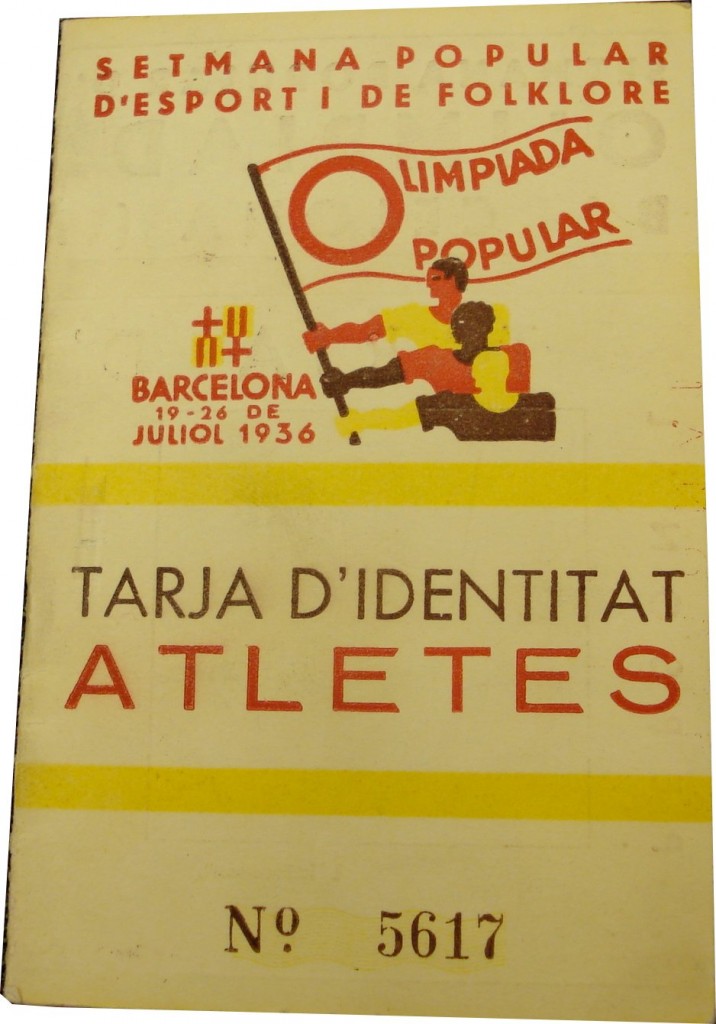 SETMANA POPULAR
D'ESPORT I DE FOLKLORE
OLIMPIADA
POPULAR
BARCELONA
19-26 DE
JULIOL 1936
TARJA D'IDENTITAT
ATLETES
Nº 5617